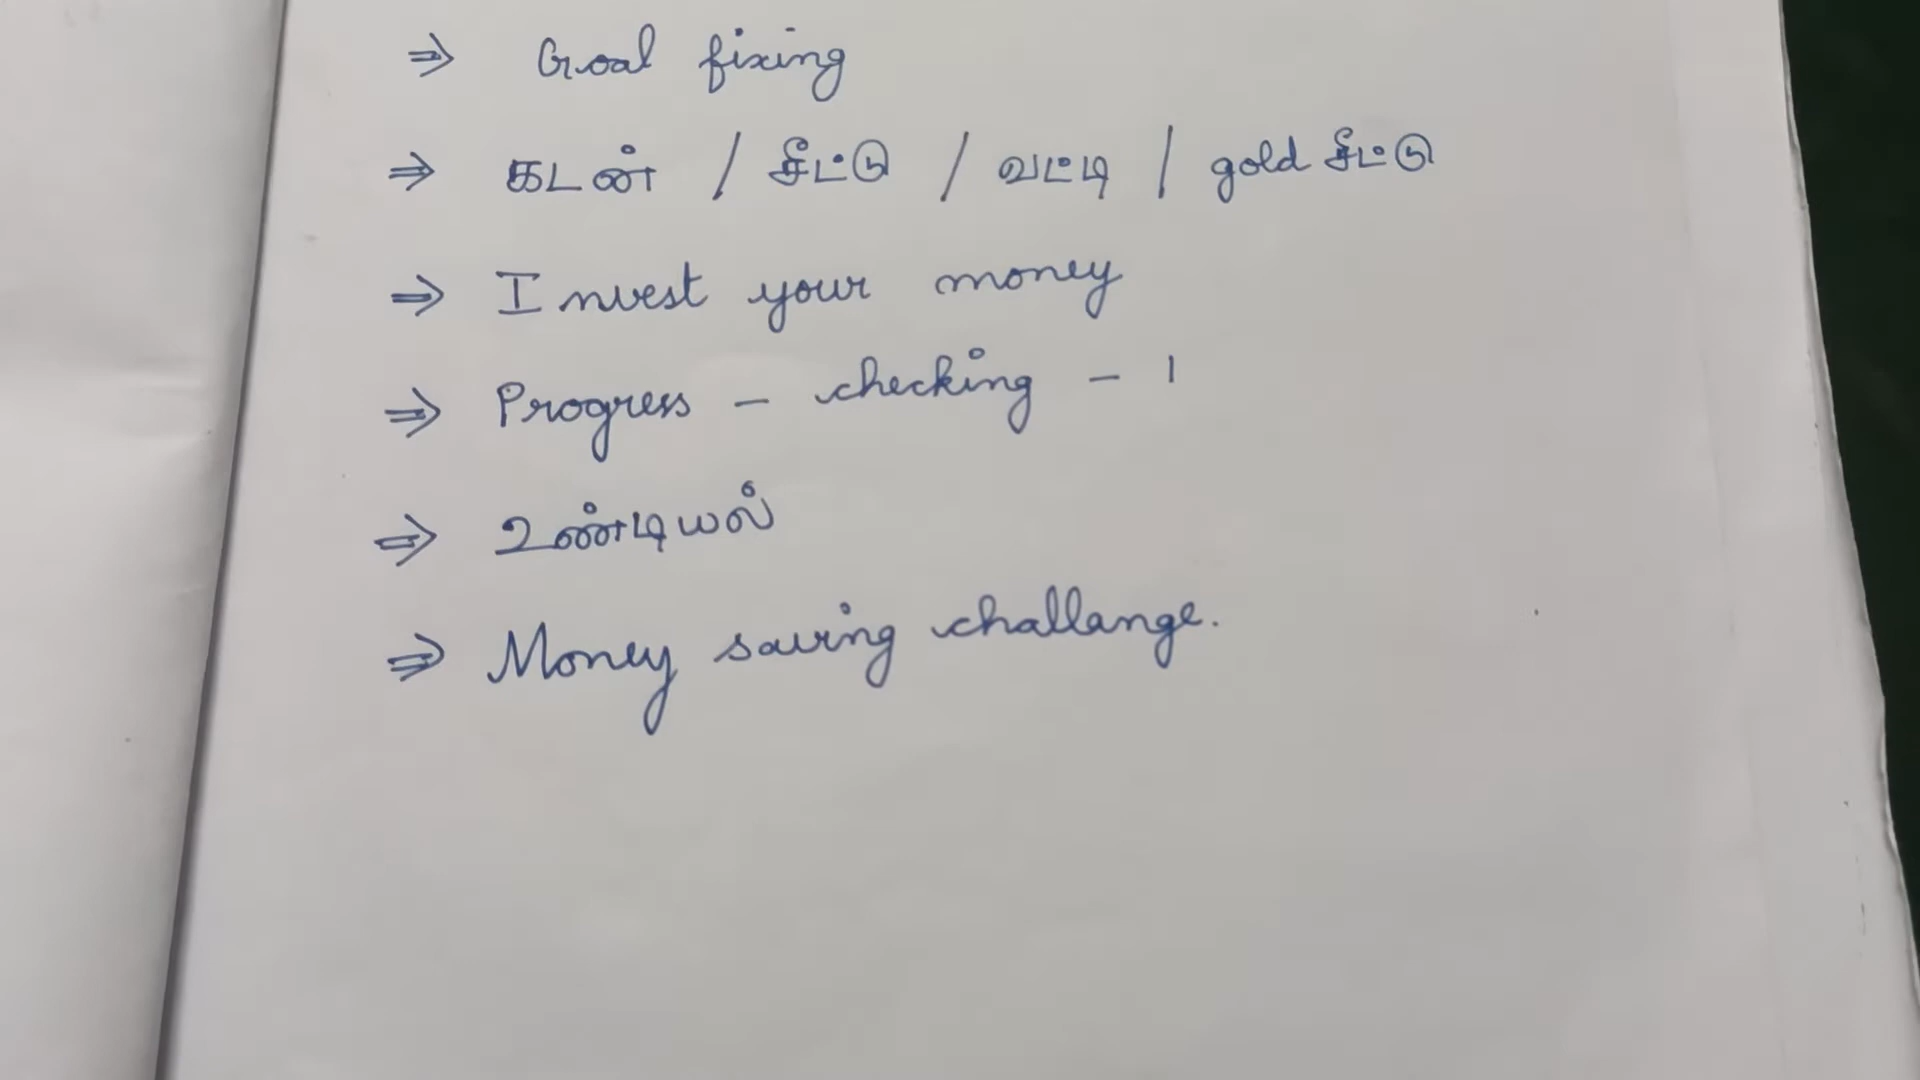 ⇒ Goal fixing
⇒ கடன் / சீட்டு / வட்டி / gold சீட்டு
⇒ Invest your money
⇒ Progress - checking - 1
⇒ உண்டியல்
⇒ Money saving challange.